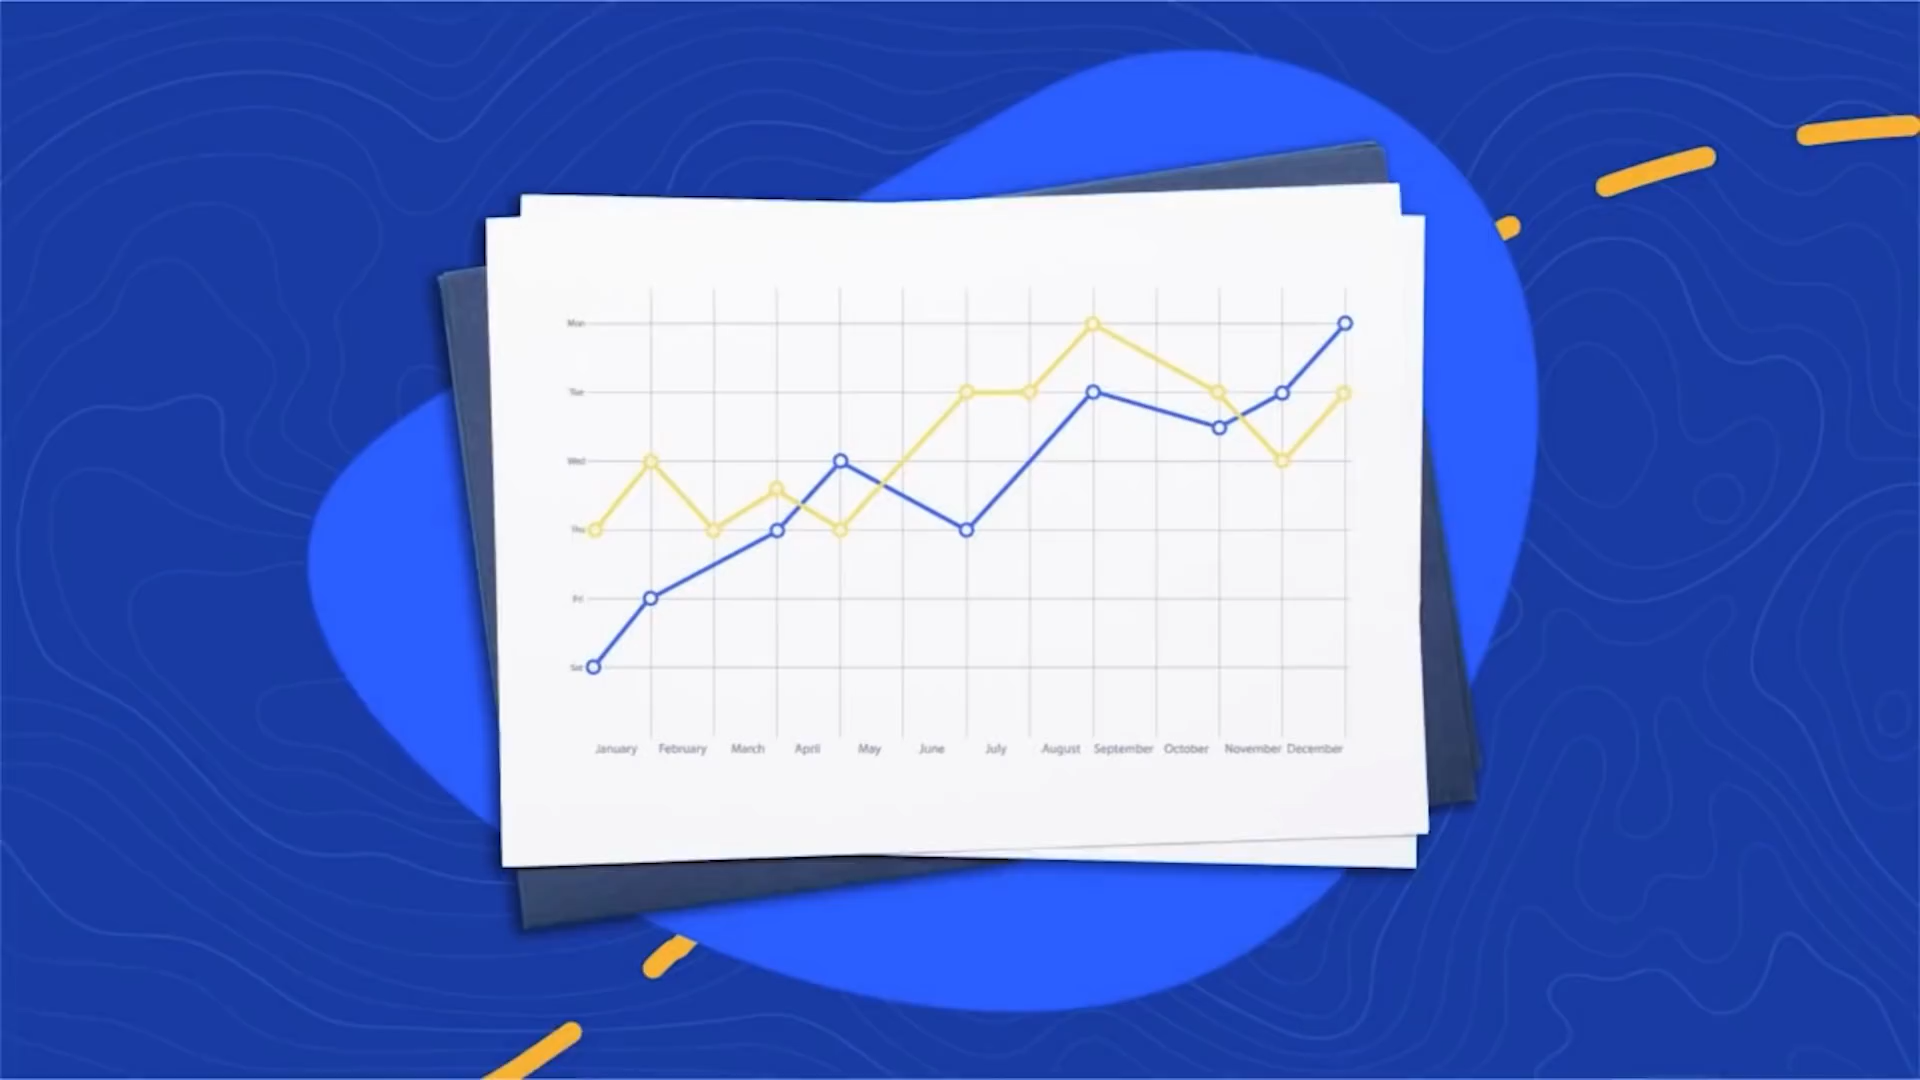 Mon
Tue
Wed
Thu
Fri
Sat
January February March April May June July August September October November December